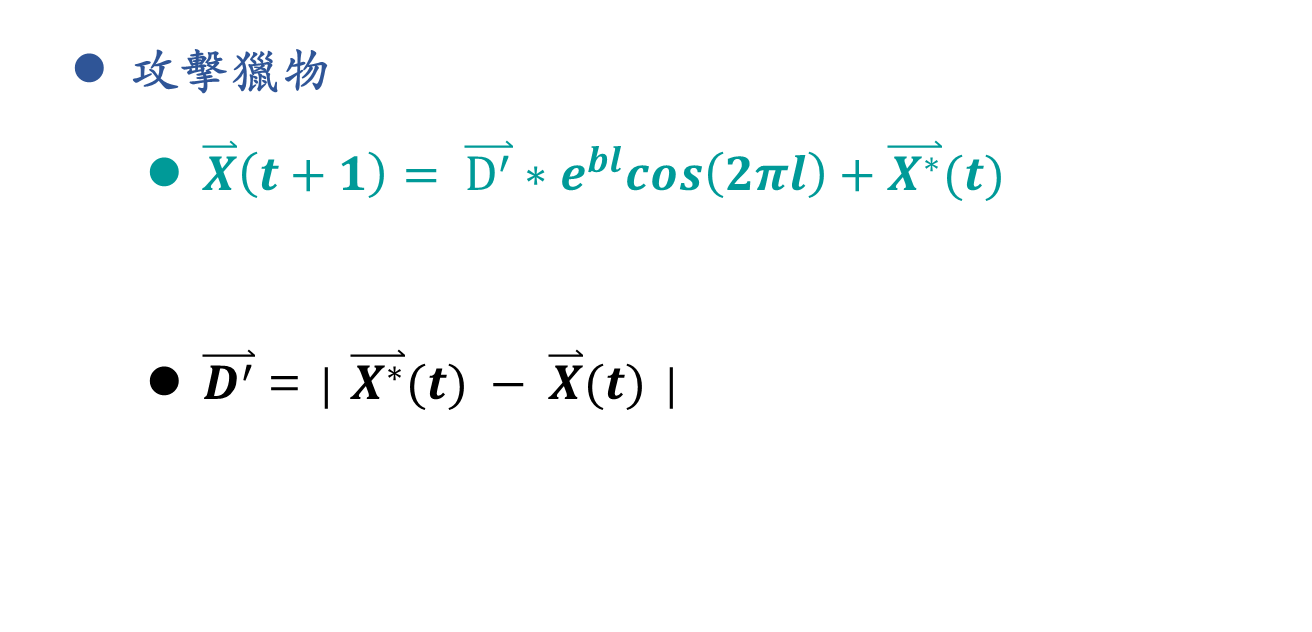 ● 攻擊獵物
● X⃗(t + 1) = D′⃗ ∗ e^{bl}cos(2πl) + X∗⃗(t)
● D′⃗ = | X∗⃗(t) − X⃗(t) |